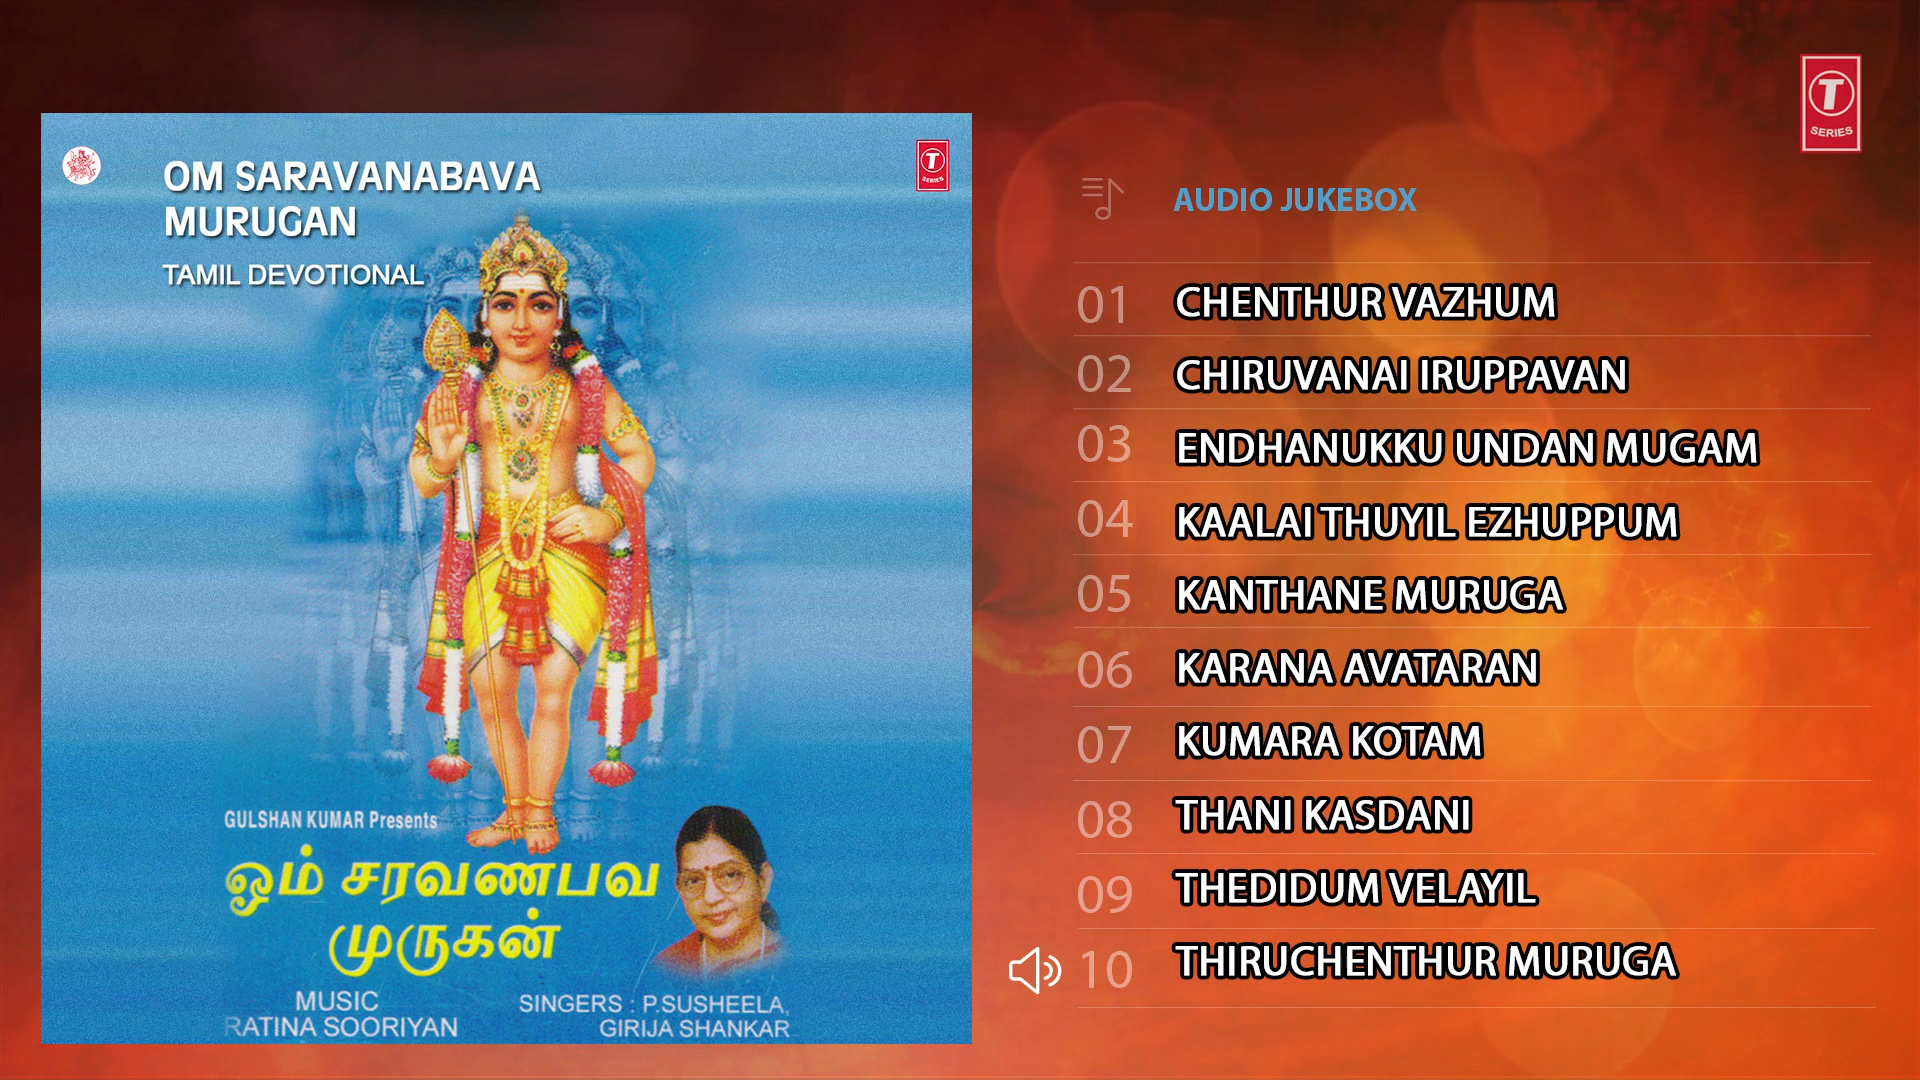 OM SARAVANABAVA
MURUGAN
TAMIL DEVOTIONAL
T
SERIES
GULSHAN KUMAR Presents
ஓம் சரவணபவ
முருகன்
MUSIC
RATINA SOORIYAN
SINGERS : P.SUSHEELA,
GIRIJA SHANKAR
T
SERIES
AUDIO JUKEBOX
01 CHENTHUR VAZHUM
02 CHIRUVANAI IRUPPAVAN
03 ENDHANUKKU UNDAN MUGAM
04 KAALAI THUYIL EZHUPPUM
05 KANTHANE MURUGA
06 KARANA AVATARAN
07 KUMARA KOTAM
08 THANI KASDANI
09 THEDIDUM VELAYIL
10 THIRUCHENTHUR MURUGA